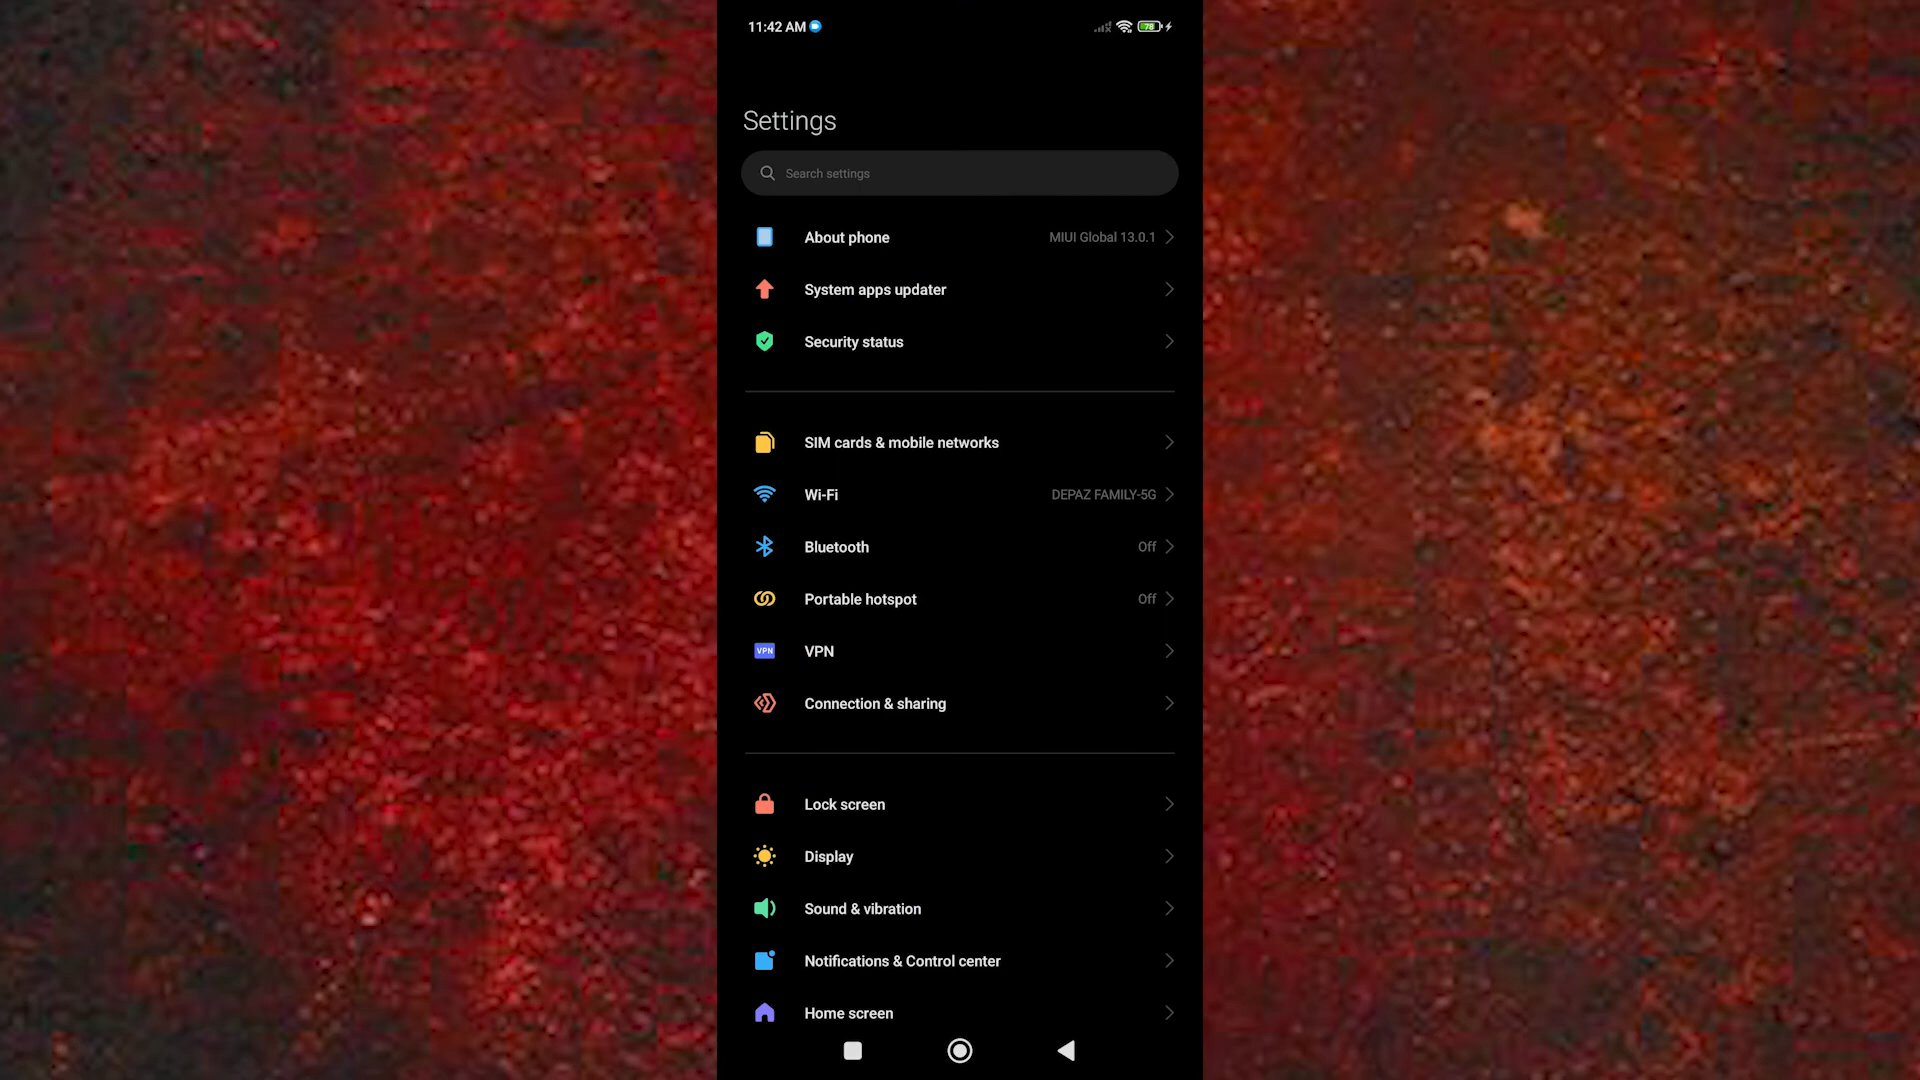 11:42 AM
78
Settings
Search settings
About phone MIUI Global 13.0.1
System apps updater
Security status
SIM cards & mobile networks
Wi-Fi DEPAZ FAMILY-5G
Bluetooth Off
Portable hotspot Off
VPN VPN
Connection & sharing
Lock screen
Display
Sound & vibration
Notifications & Control center
Home screen